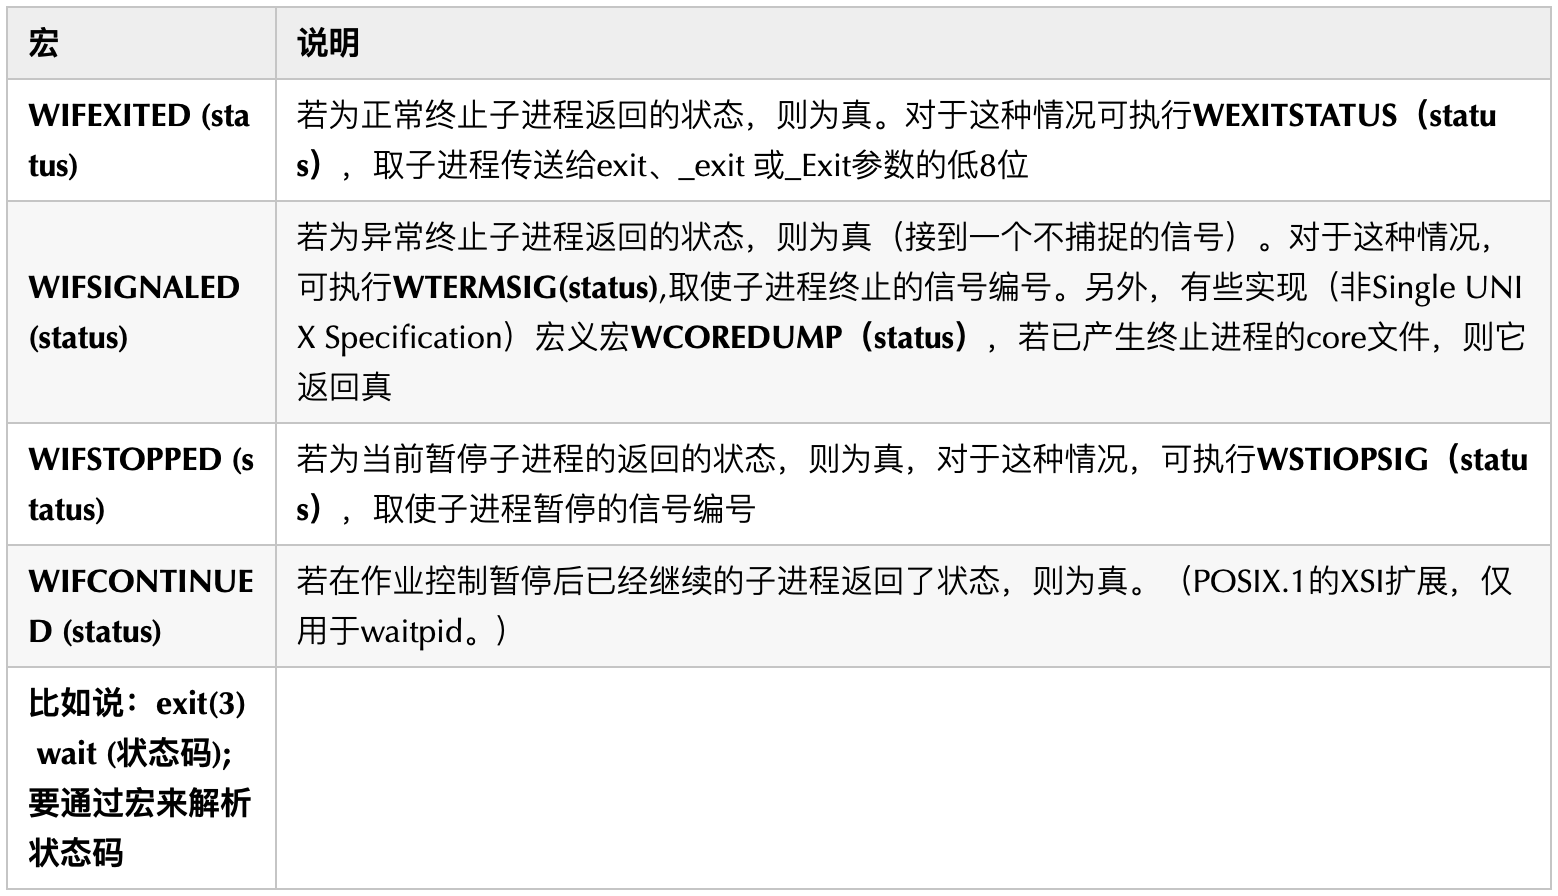 宏
说明
WIFEXITED (sta
tus)
若为正常终止子进程返回的状态，则为真。对于这种情况可执行WEXITSTATUS（statu
s），取子进程传送给exit、_exit 或_Exit参数的低8位
WIFSIGNALED
(status)
若为异常终止子进程返回的状态，则为真（接到一个不捕捉的信号）。对于这种情况，
可执行WTERMSIG(status),取使子进程终止的信号编号。另外，有些实现（非Single UNI
X Specification）宏义宏WCOREDUMP（status），若已产生终止进程的core文件，则它
返回真
WIFSTOPPED (s
tatus)
若为当前暂停子进程的返回的状态，则为真，对于这种情况，可执行WSTIOPSIG（statu
s），取使子进程暂停的信号编号
WIFCONTINUE
D (status)
若在作业控制暂停后已经继续的子进程返回了状态，则为真。（POSIX.1的XSI扩展，仅
用于waitpid。）
比如说：exit(3)
wait (状态码);
要通过宏来解析
状态码